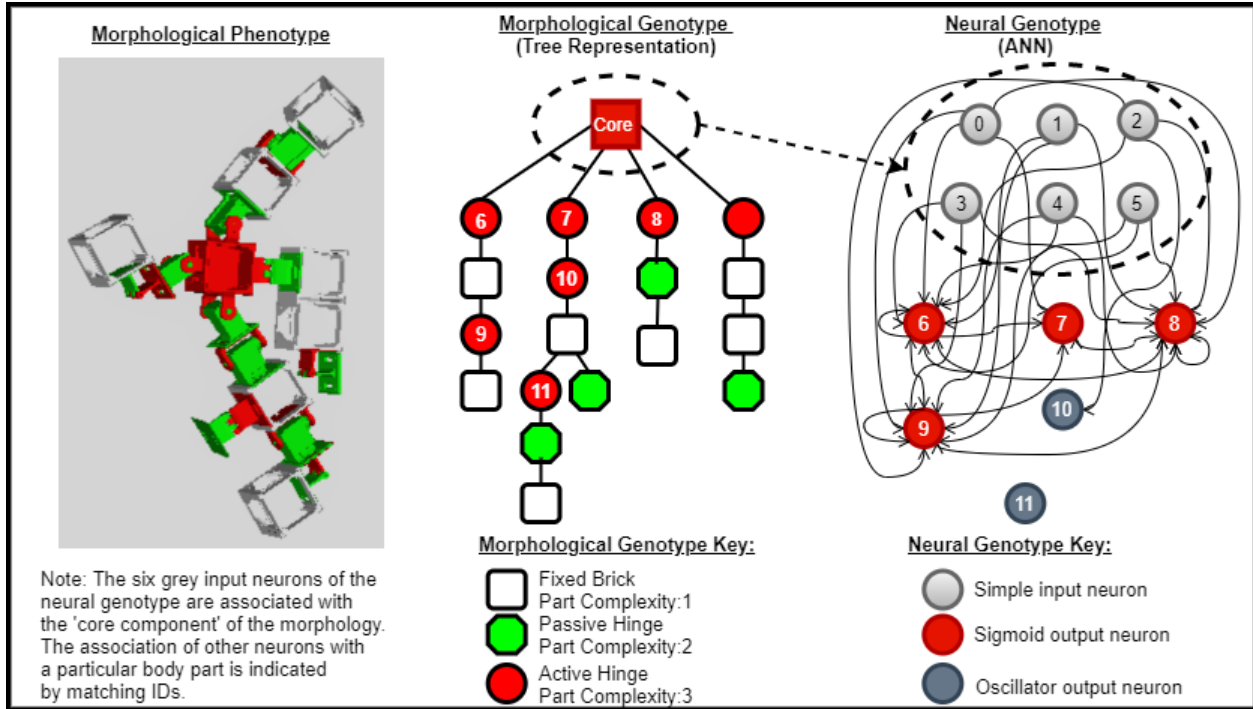 Morphological Phenotype
Note: The six grey input neurons of the
neural genotype are associated with
the 'core component' of the morphology.
The association of other neurons with
a particular body part is indicated
by matching IDs.
Morphological Genotype
(Tree Representation)
Core
6
7
8
10
9
11
Morphological Genotype Key:
Fixed Brick
Part Complexity:1
Passive Hinge
Part Complexity:2
Active Hinge
Part Complexity:3
Neural Genotype
(ANN)
0
1
2
3
4
5
6
7
8
10
9
11
Neural Genotype Key:
Simple input neuron
Sigmoid output neuron
Oscillator output neuron